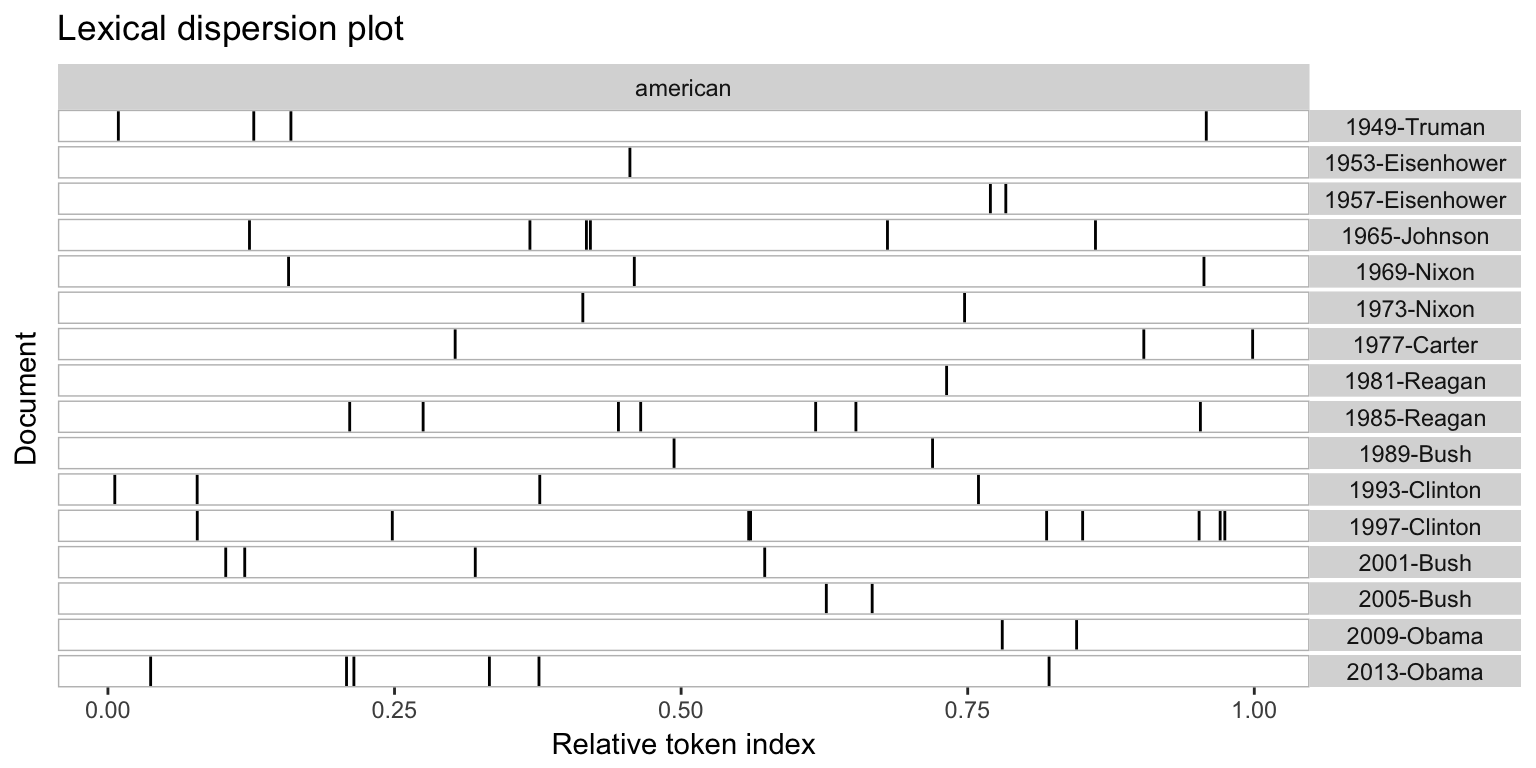 Lexical dispersion plot
american
1949-Truman
1953-Eisenhower
1957-Eisenhower
1965-Johnson
1969-Nixon
1973-Nixon
1977-Carter
1981-Reagan
1985-Reagan
1989-Bush
1993-Clinton
1997-Clinton
2001-Bush
2005-Bush
2009-Obama
2013-Obama
Document
0.00 0.25 0.50 0.75 1.00
Relative token index